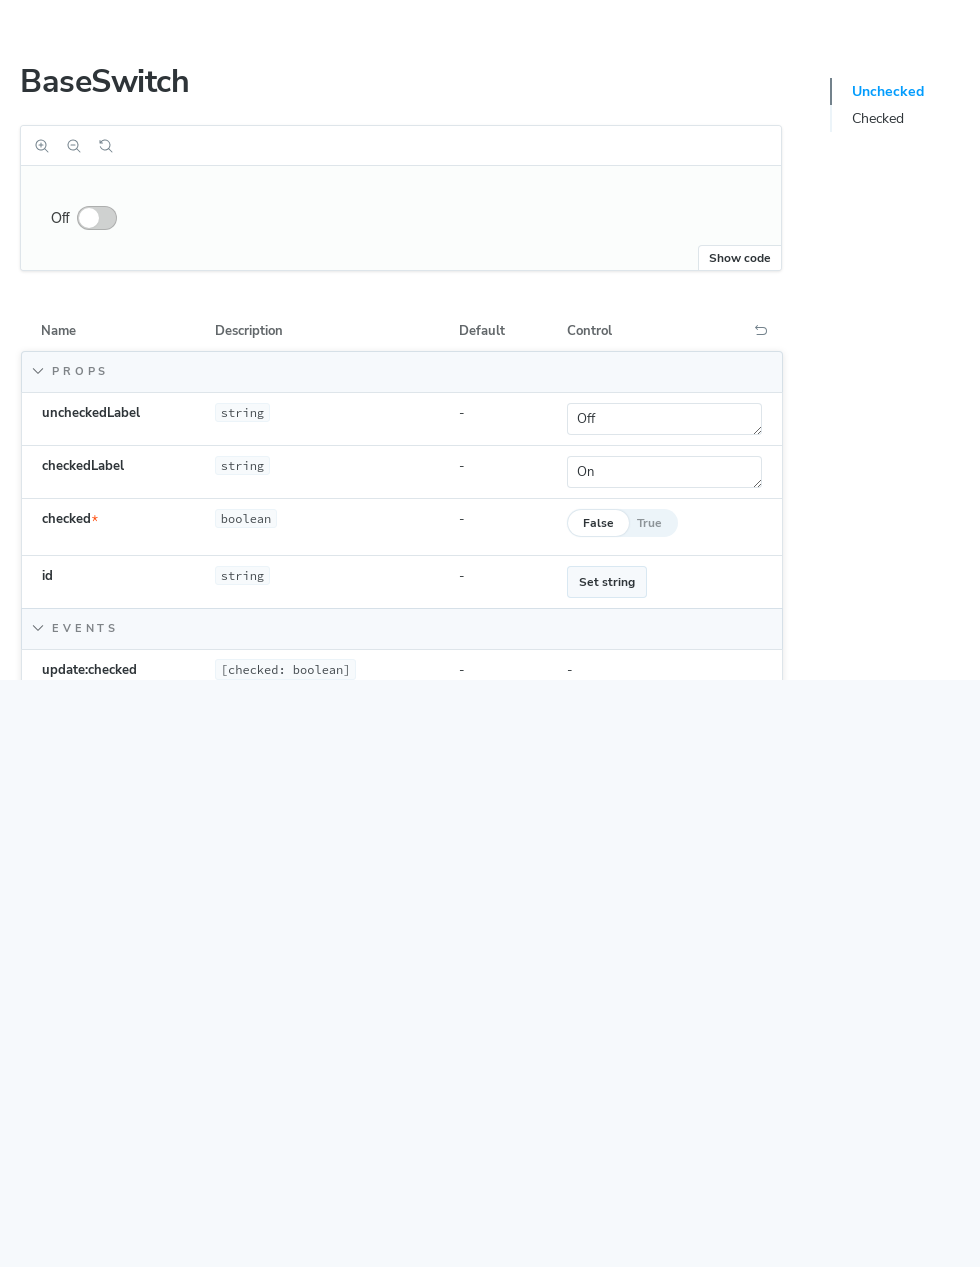 BaseSwitch
Unchecked
Checked
Off
Show code
Name Description Default Control
PROPS
uncheckedLabel string - Off
checkedLabel string - On
checked* boolean - False True
id string - Set string
EVENTS
update:checked [checked: boolean] - -